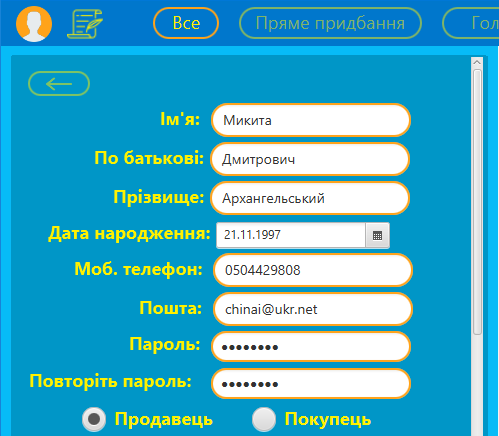 Все Пряме придбання Гол
Ім'я: Микита
По батькові: Дмитрович
Прізвище: Архангельський
Дата народження: 21.11.1997
Моб. телефон: 0504429808
Пошта: chinai@ukr.net
Пароль: ••••••••
Повторіть пароль: ••••••••
Продавець Покупець